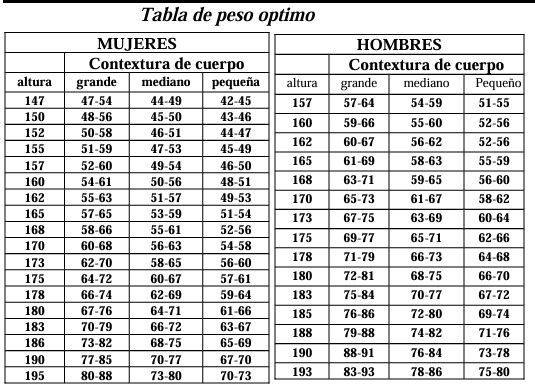 Tabla de peso optimo
MUJERES
Contextura de cuerpo
altura grande mediano pequeña
147 47-54 44-49 42-45
150 48-56 45-50 43-46
152 50-58 46-51 44-47
155 51-59 47-53 45-49
157 52-60 49-54 46-50
160 54-61 50-56 48-51
162 55-63 51-57 49-53
165 57-65 53-59 51-54
168 58-66 55-61 52-56
170 60-68 56-63 54-58
173 62-70 58-65 56-60
175 64-72 60-67 57-61
178 66-74 62-69 59-64
180 67-76 64-71 61-66
183 70-79 66-72 63-67
186 73-82 68-75 65-69
190 77-85 70-77 67-70
195 80-88 73-80 70-73
HOMBRES
Contextura de cuerpo
altura grande mediano Pequeño
157 57-64 54-59 51-55
160 59-66 55-60 52-56
162 60-67 56-62 52-56
165 61-69 58-63 55-59
168 63-71 59-65 56-60
170 65-73 61-67 58-62
173 67-75 63-69 60-64
175 69-77 65-71 62-66
178 71-79 66-73 64-68
180 72-81 68-75 66-70
183 75-84 70-77 67-72
185 76-86 72-80 69-74
188 79-88 74-82 71-76
190 88-91 76-84 73-78
193 83-93 78-86 75-80